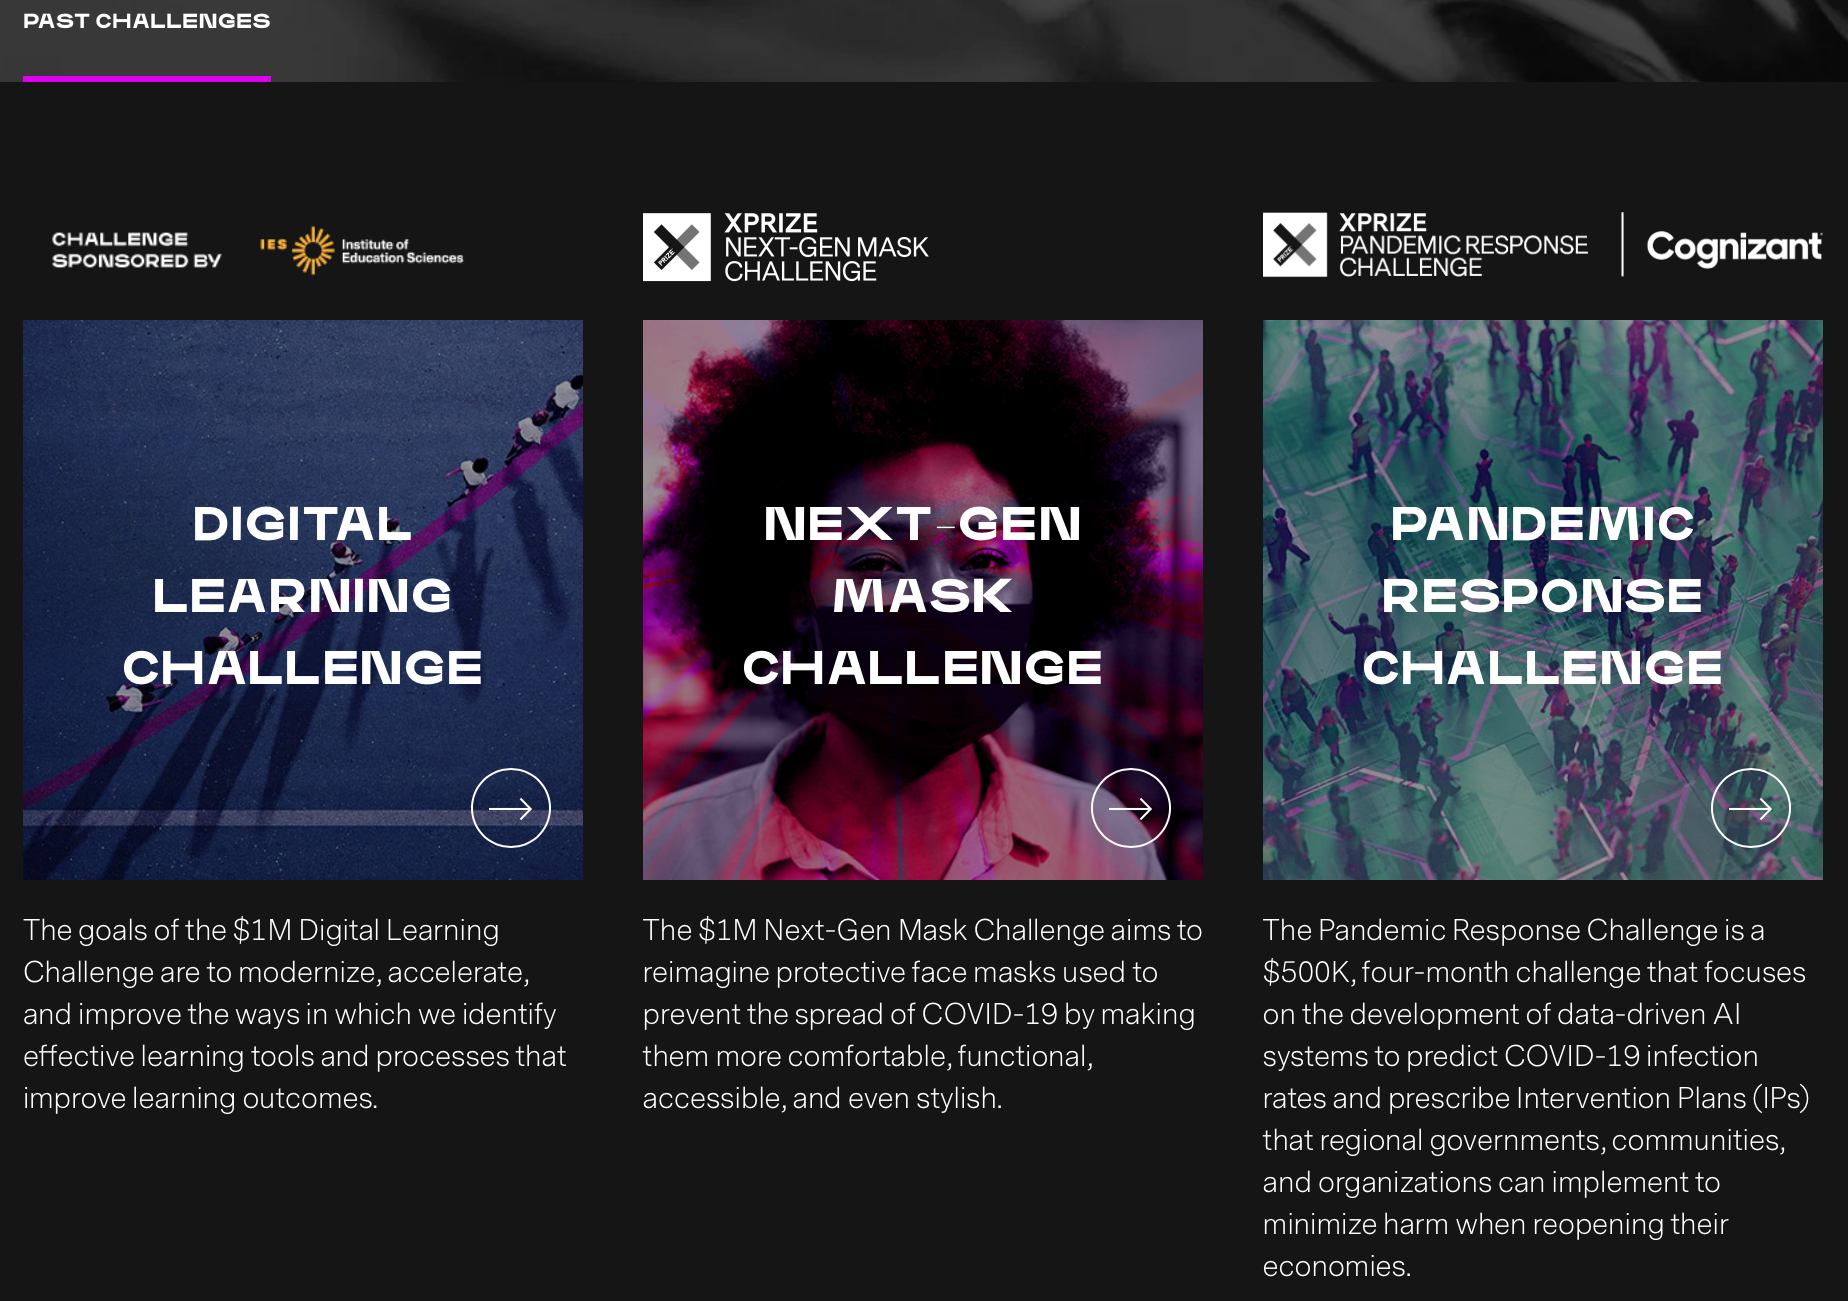 PAST CHALLENGES
CHALLENGE
SPONSORED BY
IES
Institute of
Education Sciences
PRIZE
XPRIZE
NEXT-GEN MASK
CHALLENGE
PRIZE
XPRIZE
PANDEMIC RESPONSE
CHALLENGE
Cognizant
DIGITAL
LEARNING
CHALLENGE
NEXT-GEN
MASK
CHALLENGE
PANDEMIC
RESPONSE
CHALLENGE
The goals of the $1M Digital Learning
Challenge are to modernize, accelerate,
and improve the ways in which we identify
effective learning tools and processes that
improve learning outcomes.
The $1M Next-Gen Mask Challenge aims to
reimagine protective face masks used to
prevent the spread of COVID-19 by making
them more comfortable, functional,
accessible, and even stylish.
The Pandemic Response Challenge is a
$500K, four-month challenge that focuses
on the development of data-driven AI
systems to predict COVID-19 infection
rates and prescribe Intervention Plans (IPs)
that regional governments, communities,
and organizations can implement to
minimize harm when reopening their
economies.